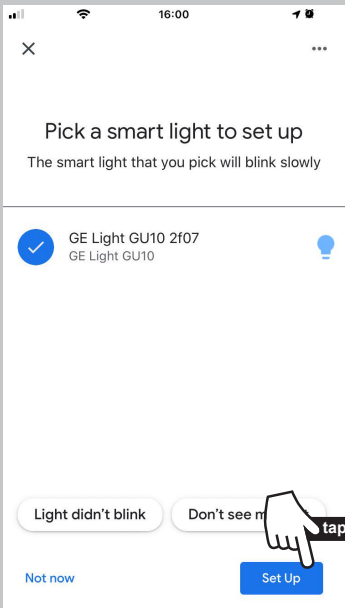 16:00
Pick a smart light to set up
The smart light that you pick will blink slowly
GE Light GU10 2f07
GE Light GU10
Light didn't blink
Don't see m
tap
Not now
Set Up